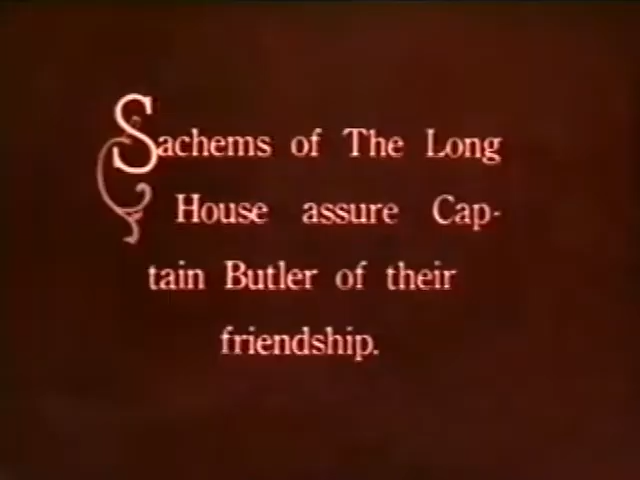 Sachems of The Long
House assure Cap-
tain Butler of their
friendship.